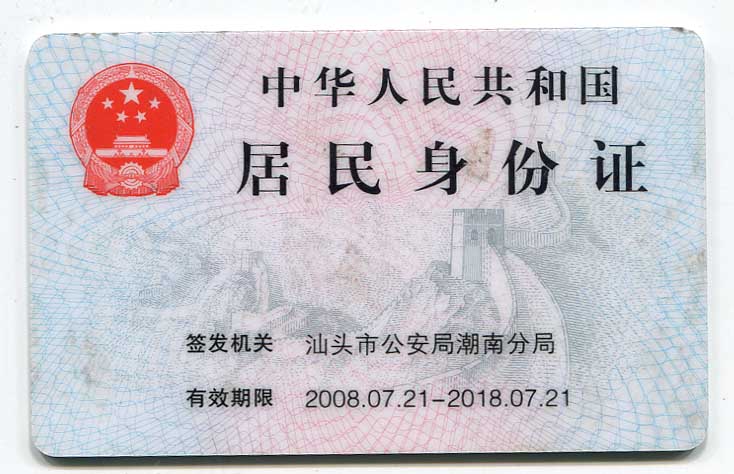 中华人民共和国
居民身份证
签发机关 汕头市公安局潮南分局
有效期限 2008.07.21-2018.07.21